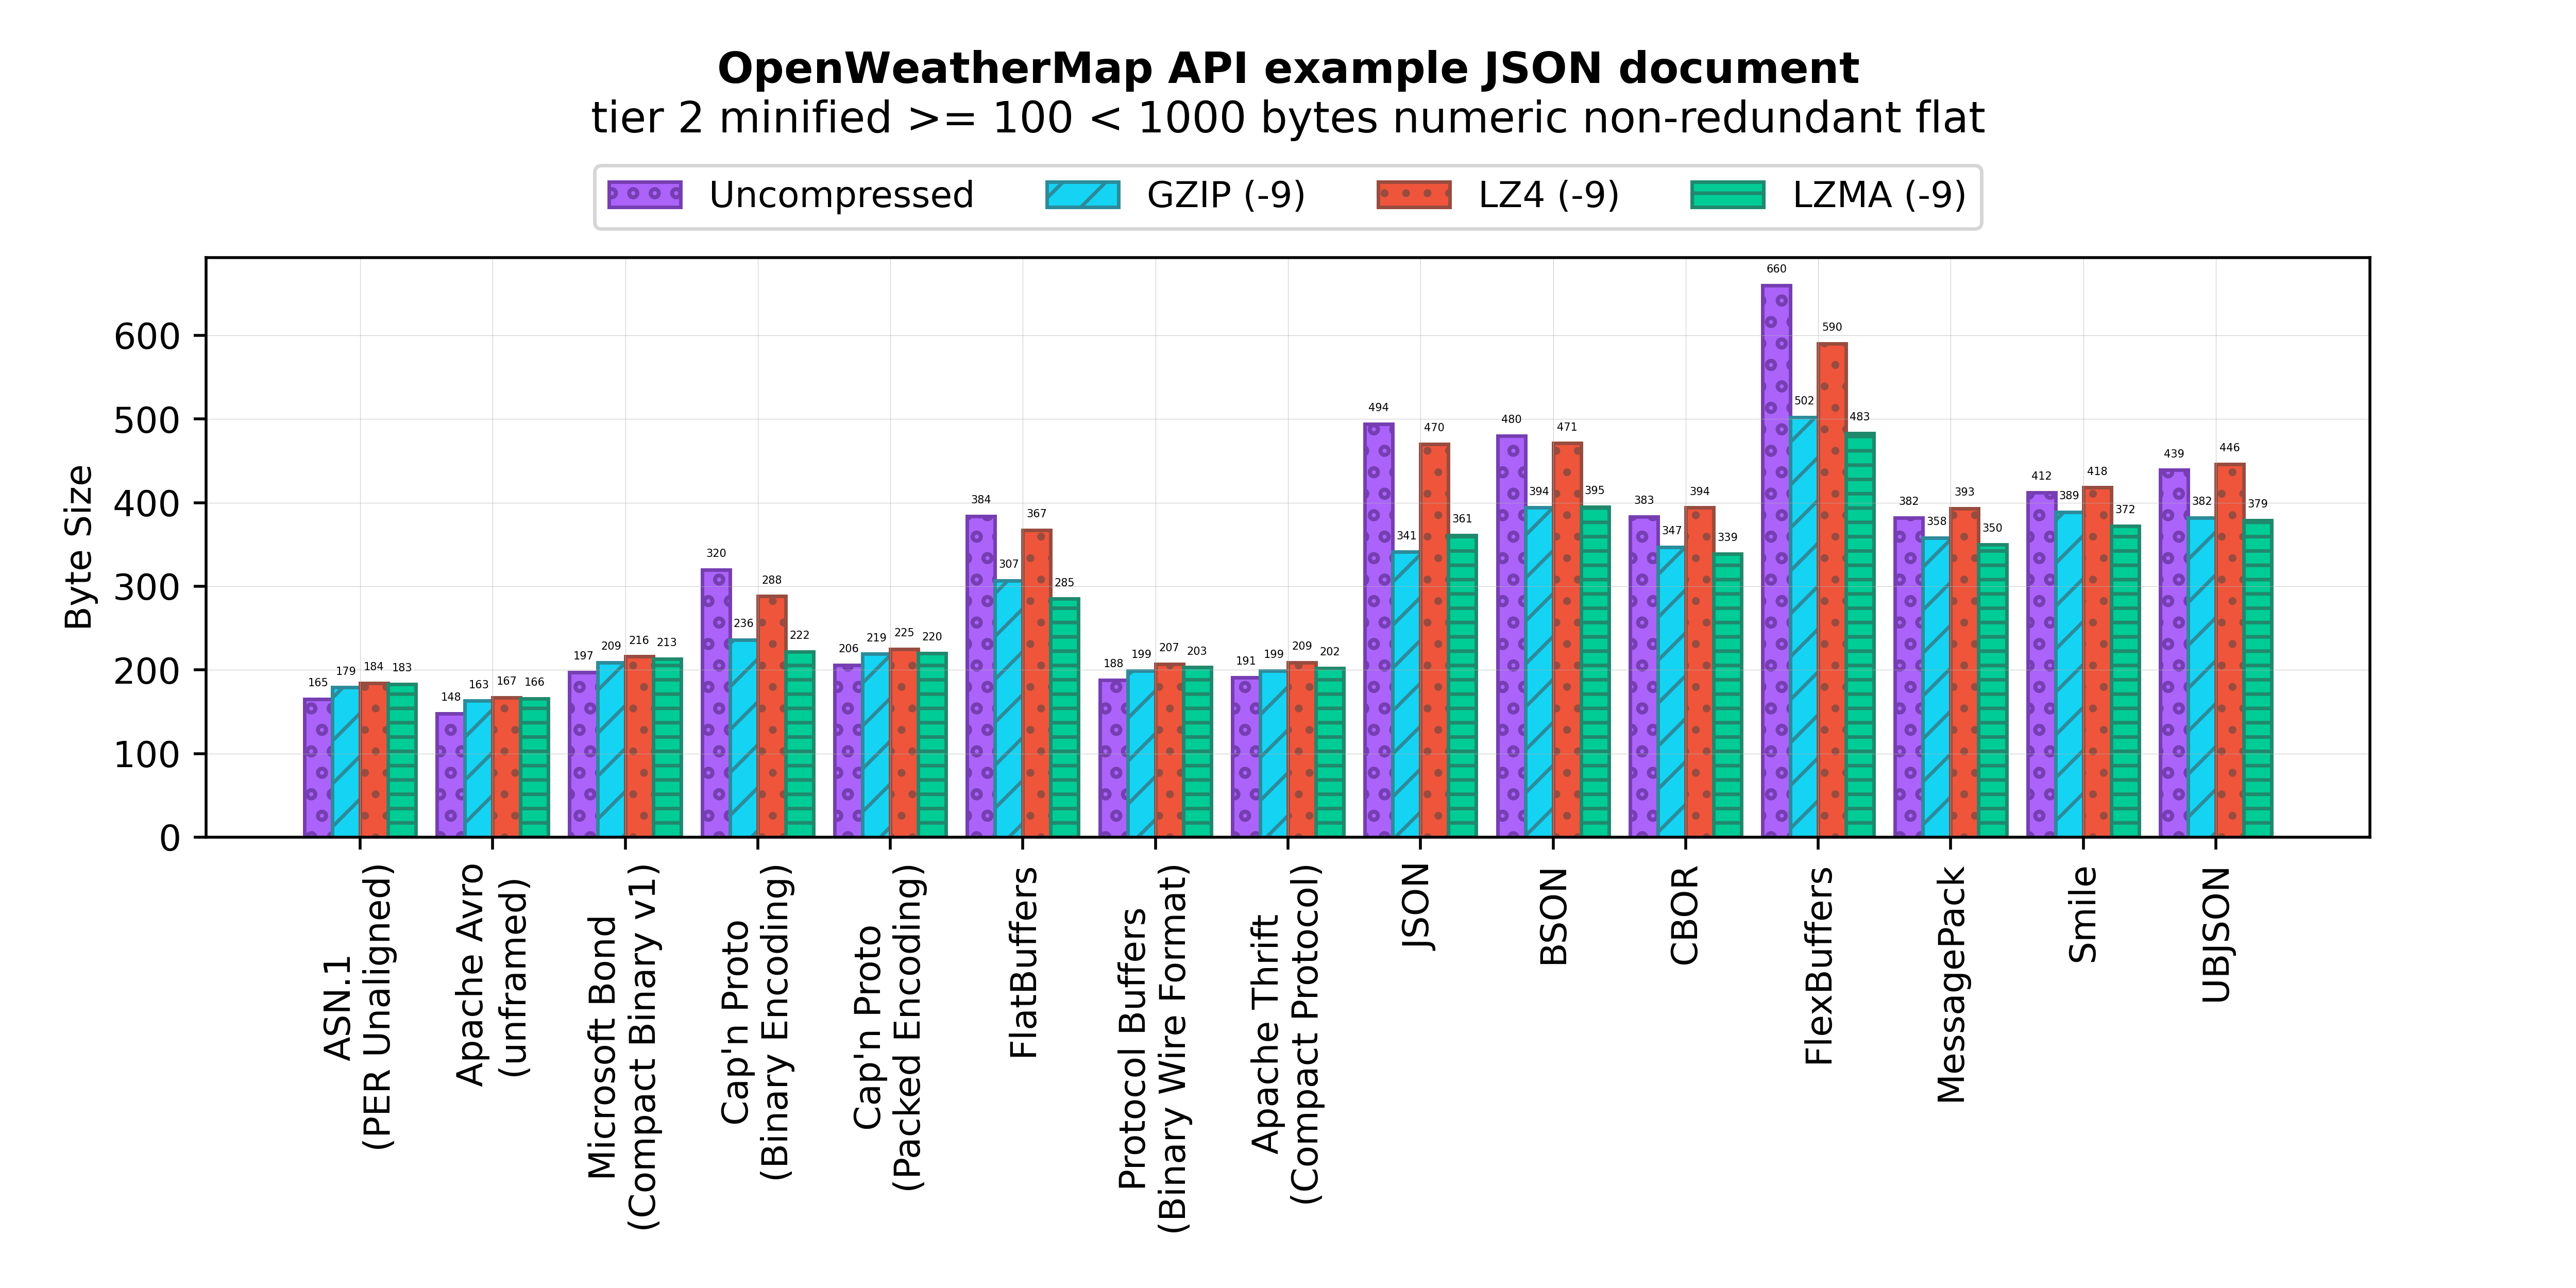 OpenWeatherMap API example JSON document
tier 2 minified >= 100 < 1000 bytes numeric non-redundant flat
Uncompressed GZIP (-9) LZ4 (-9) LZMA (-9)
Byte Size
600
500
400
300
200
100
0
165 179 184 183
148 163 167 166
197 209 216 213
320 236 288 222
206 219 225 220
384 307 367 285
188 199 207 203
191 199 209 202
494 341 470 361
480 394 471 395
383 347 394 339
660 502 590 483
382 358 393 350
412 389 418 372
439 382 446 379
ASN.1
(PER Unaligned)
Apache Avro
(unframed)
Microsoft Bond
(Compact Binary v1)
Cap'n Proto
(Binary Encoding)
Cap'n Proto
(Packed Encoding)
FlatBuffers
Protocol Buffers
(Binary Wire Format)
Apache Thrift
(Compact Protocol)
JSON
BSON
CBOR
FlexBuffers
MessagePack
Smile
UBJSON